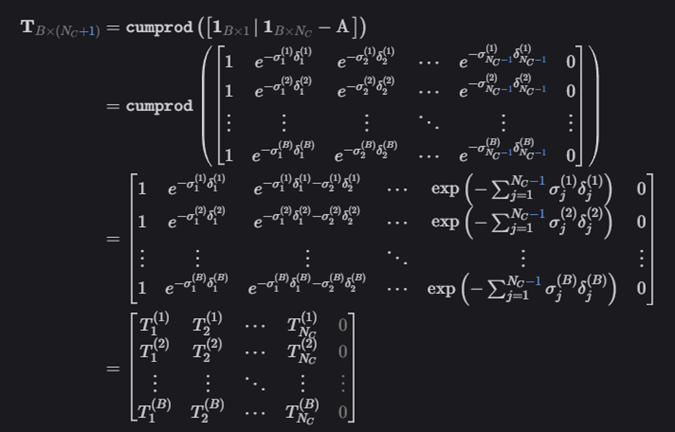 $\mathbf{T}_{B\times(N_C+1)} = \texttt{cumprod}\left(\left[\mathbf{1}_{B\times 1} \mid \mathbf{1}_{B\times N_C} - \mathrm{A}\right]\right)$
$= \texttt{cumprod}\left(\begin{bmatrix} 1 & e^{-\sigma_1^{(1)}\delta_1^{(1)}} & e^{-\sigma_2^{(1)}\delta_2^{(1)}} & \cdots & e^{-\sigma_{N_C-1}^{(1)}\delta_{N_C-1}^{(1)}} & 0 \\ 1 & e^{-\sigma_1^{(2)}\delta_1^{(2)}} & e^{-\sigma_2^{(2)}\delta_2^{(2)}} & \cdots & e^{-\sigma_{N_C-1}^{(2)}\delta_{N_C-1}^{(2)}} & 0 \\ \vdots & \vdots & \vdots & \ddots & \vdots & \vdots \\ 1 & e^{-\sigma_1^{(B)}\delta_1^{(B)}} & e^{-\sigma_2^{(B)}\delta_2^{(B)}} & \cdots & e^{-\sigma_{N_C-1}^{(B)}\delta_{N_C-1}^{(B)}} & 0 \end{bmatrix}\right)$
$= \begin{bmatrix} 1 & e^{-\sigma_1^{(1)}\delta_1^{(1)}} & e^{-\sigma_1^{(1)}\delta_1^{(1)}-\sigma_2^{(1)}\delta_2^{(1)}} & \cdots & \exp\left(-\sum_{j=1}^{N_C-1}\sigma_j^{(1)}\delta_j^{(1)}\right) & 0 \\ 1 & e^{-\sigma_1^{(2)}\delta_1^{(2)}} & e^{-\sigma_1^{(2)}\delta_1^{(2)}-\sigma_2^{(2)}\delta_2^{(2)}} & \cdots & \exp\left(-\sum_{j=1}^{N_C-1}\sigma_j^{(2)}\delta_j^{(2)}\right) & 0 \\ \vdots & \vdots & \vdots & \ddots & \vdots & \vdots \\ 1 & e^{-\sigma_1^{(B)}\delta_1^{(B)}} & e^{-\sigma_1^{(B)}\delta_1^{(B)}-\sigma_2^{(B)}\delta_2^{(B)}} & \cdots & \exp\left(-\sum_{j=1}^{N_C-1}\sigma_j^{(B)}\delta_j^{(B)}\right) & 0 \end{bmatrix}$
$= \begin{bmatrix} T_1^{(1)} & T_2^{(1)} & \cdots & T_{N_C}^{(1)} & 0 \\ T_1^{(2)} & T_2^{(2)} & \cdots & T_{N_C}^{(2)} & 0 \\ \vdots & \vdots & \ddots & \vdots & \vdots \\ T_1^{(B)} & T_2^{(B)} & \cdots & T_{N_C}^{(B)} & 0 \end{bmatrix}$